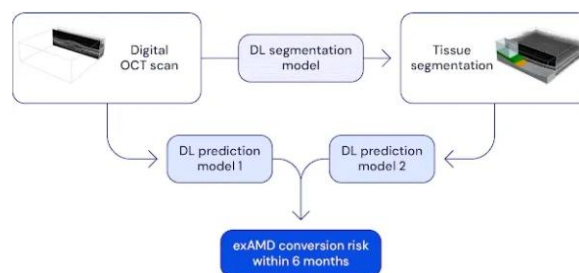 Digital
OCT scan
DL segmentation
model
Tissue
segmentation
DL prediction
model 1
DL prediction
model 2
exAMD conversion risk
within 6 months